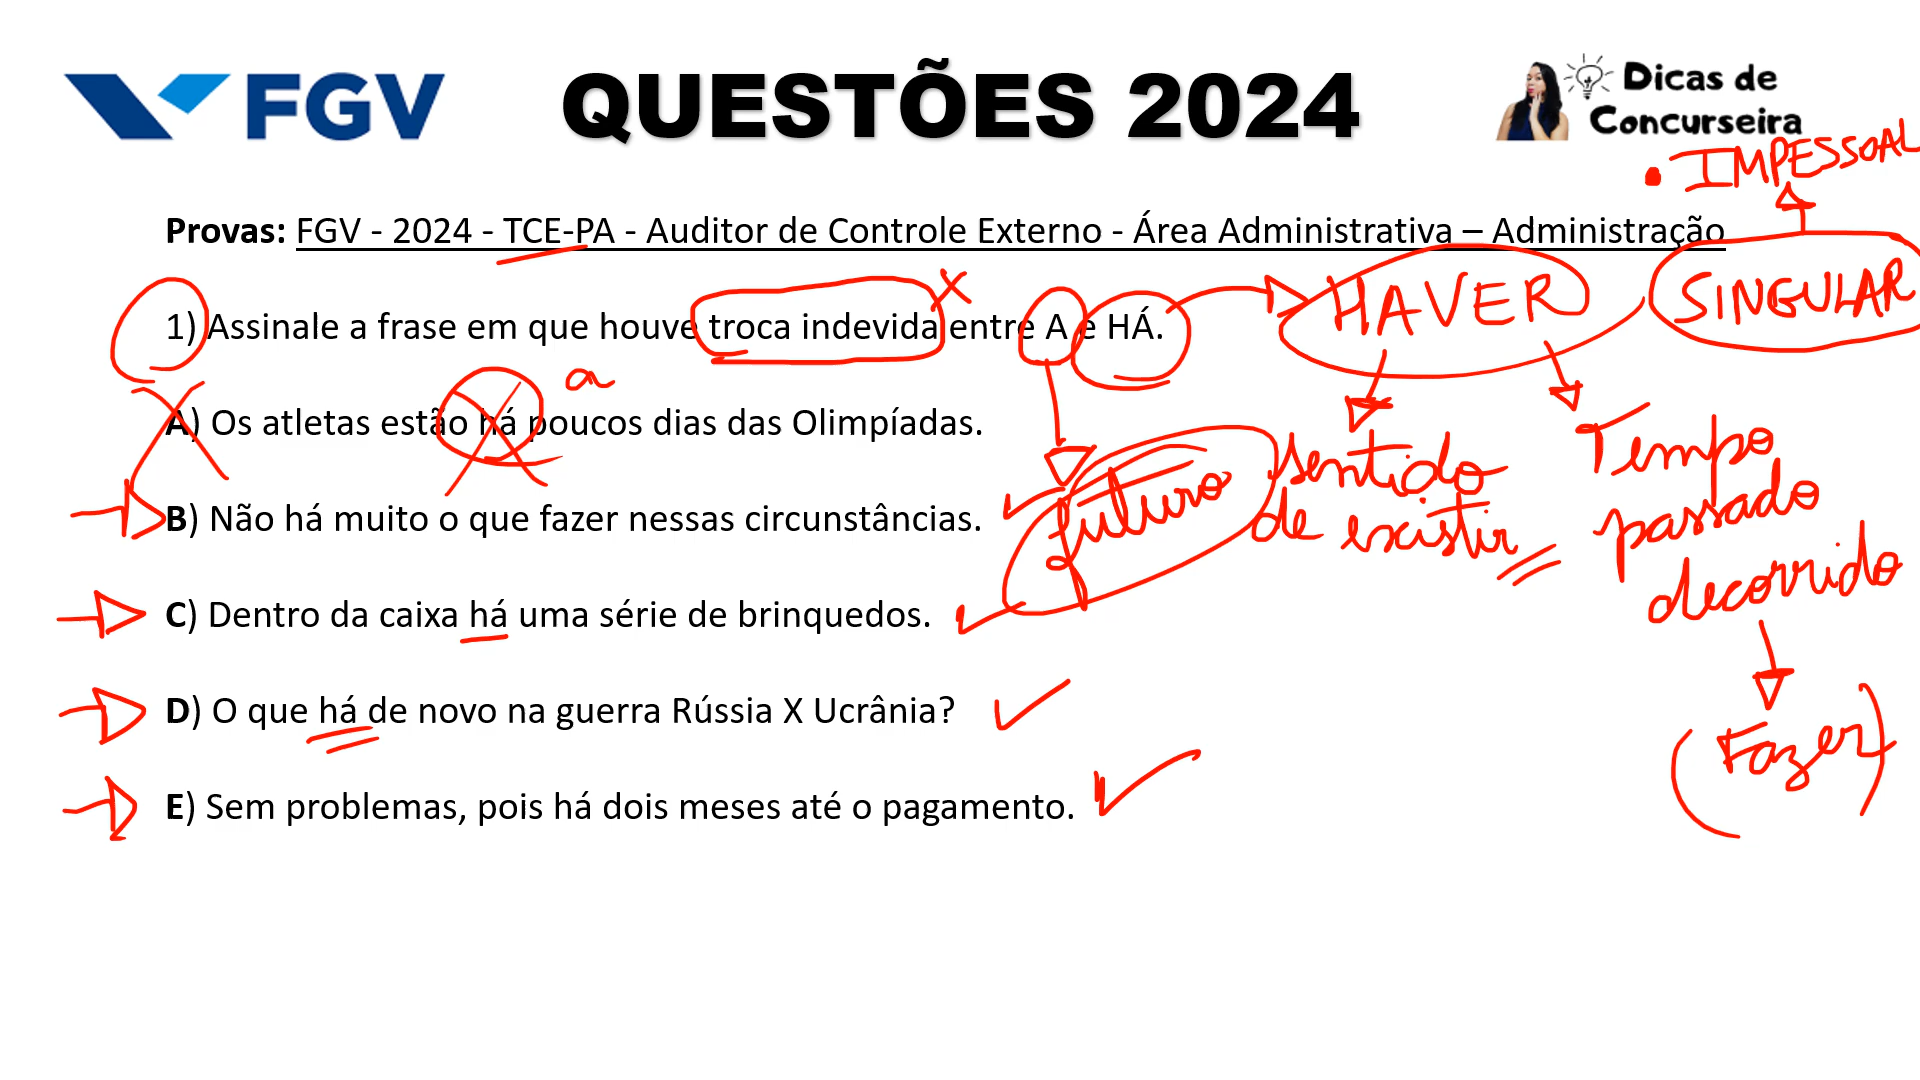 FGV
QUESTÕES 2024
Dicas de
Concurseira
• IMPESSOAL
Provas: FGV - 2024 - TCE-PA - Auditor de Controle Externo - Área Administrativa – Administração
1) Assinale a frase em que houve troca indevida entre A e HÁ.
x
HAVER
SINGULAR
a
A) Os atletas estão há poucos dias das Olimpíadas.
B) Não há muito o que fazer nessas circunstâncias.
futuro
sentido
de existir
Tempo
passado
decorrido
C) Dentro da caixa há uma série de brinquedos.
D) O que há de novo na guerra Rússia X Ucrânia?
(Fazer)
E) Sem problemas, pois há dois meses até o pagamento.